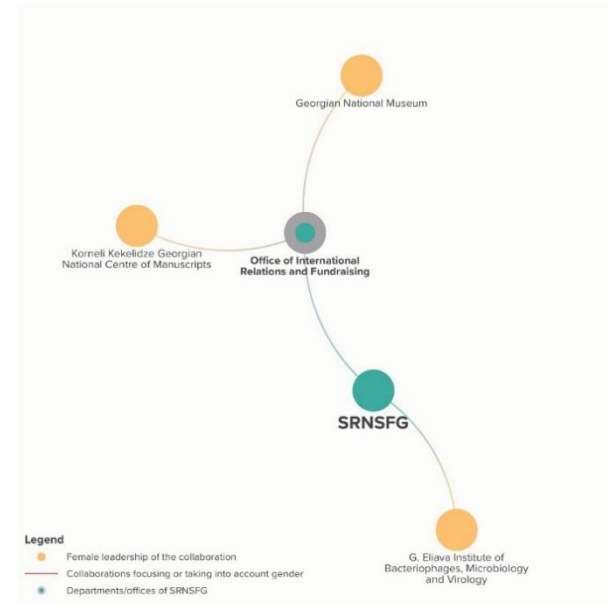 Georgian National Museum
Korneli Kekelidze Georgian
National Centre of Manuscripts
Office of International
Relations and Fundraising
SRNSFG
G. Eliava Institute of
Bacteriophages, Microbiology
and Virology
Legend
Female leadership of the collaboration
Collaborations focusing or taking into account gender
Departments/offices of SRNSFG